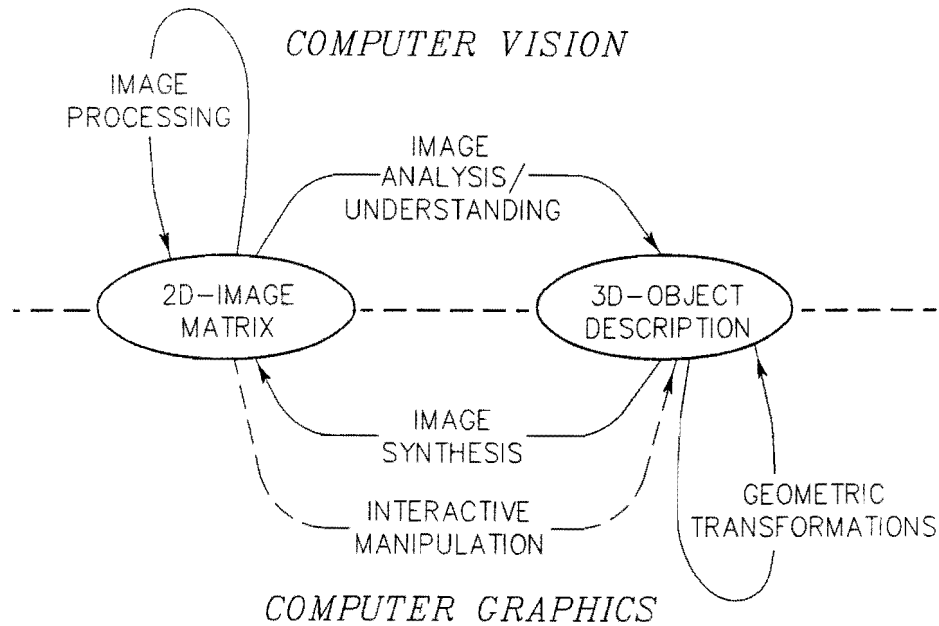 COMPUTER VISION
IMAGE
PROCESSING
IMAGE
ANALYSIS/
UNDERSTANDING
2D-IMAGE
MATRIX
3D-OBJECT
DESCRIPTION
IMAGE
SYNTHESIS
INTERACTIVE
MANIPULATION
GEOMETRIC
TRANSFORMATIONS
COMPUTER GRAPHICS